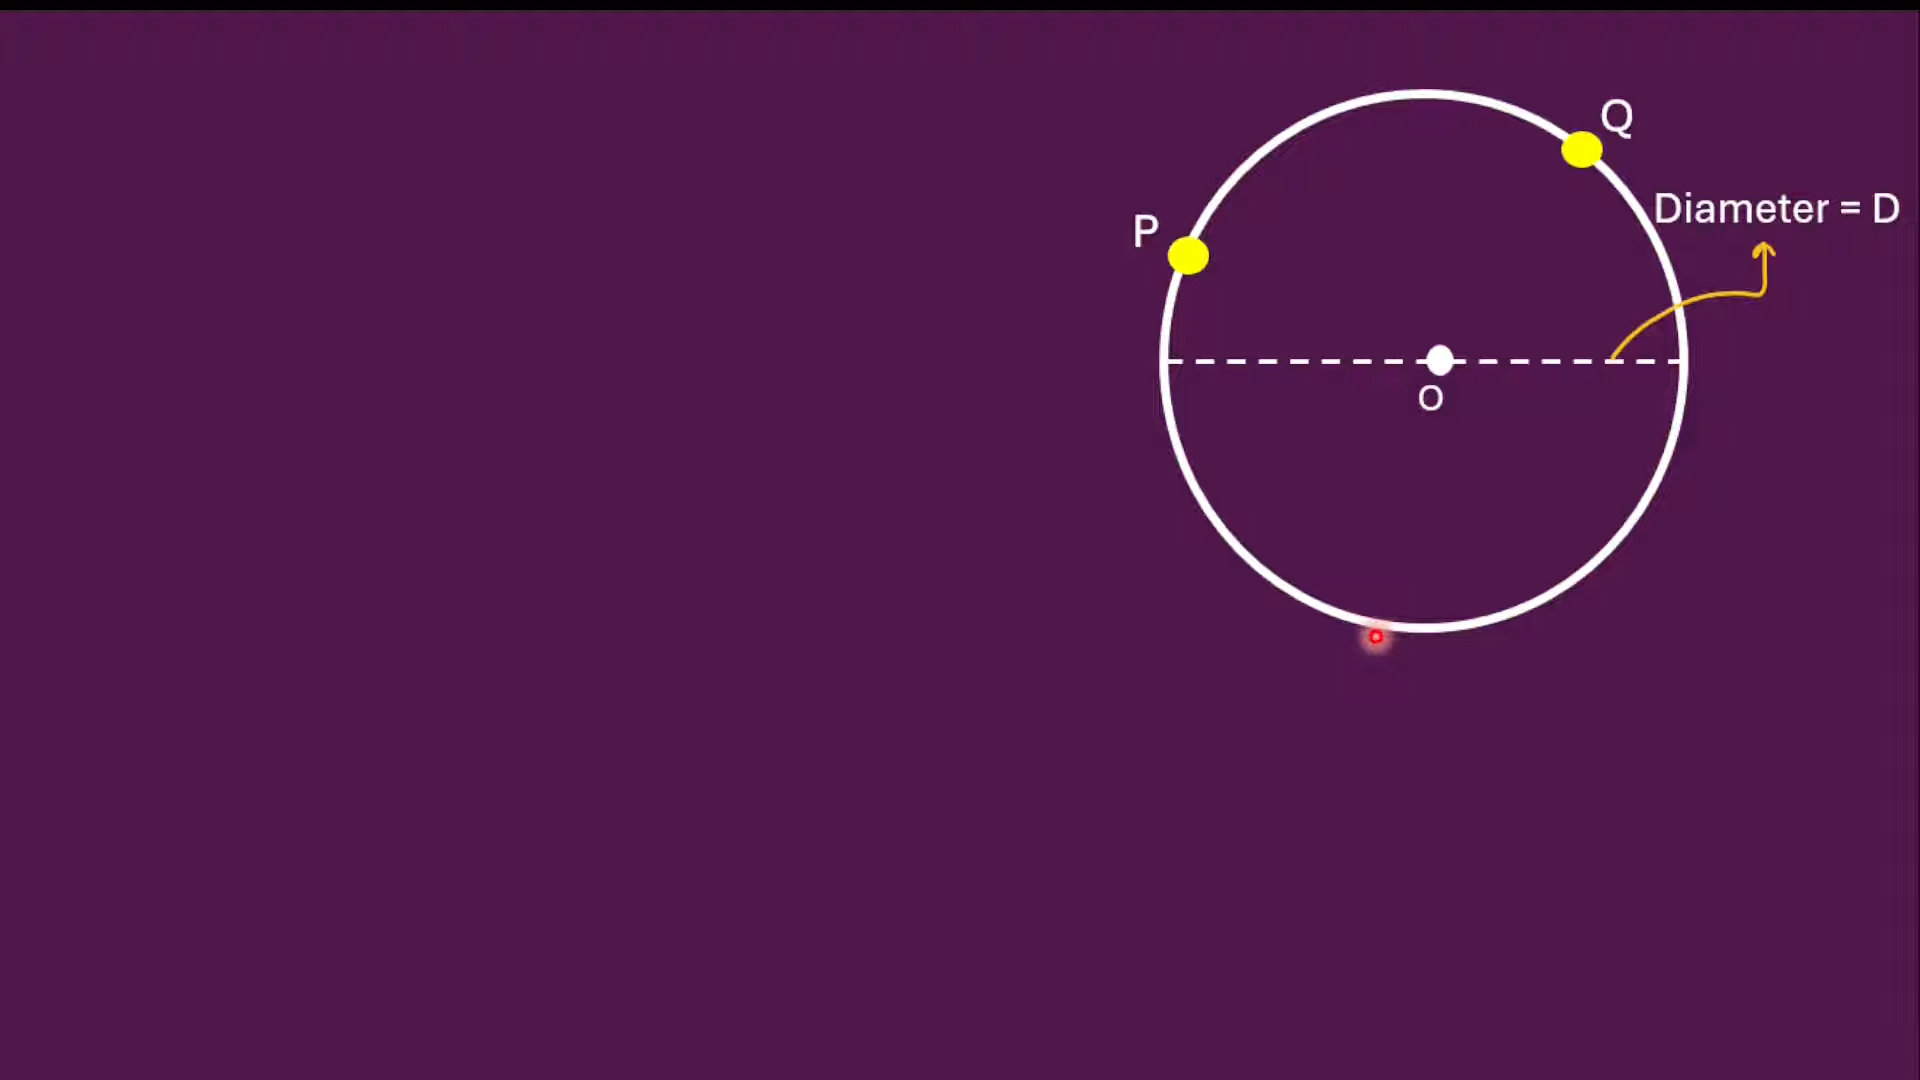 Q
Diameter = D
P
O